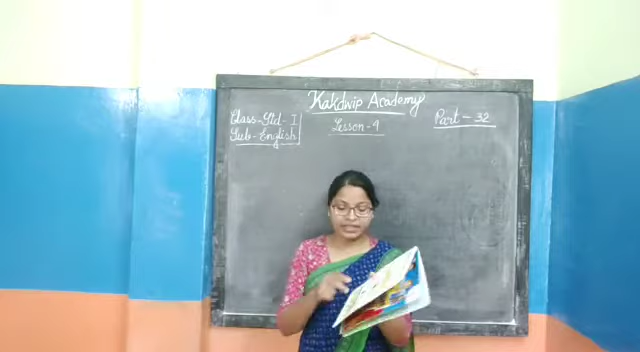 Kakdwip Academy
Class-Std-I
Sub-English
Lesson-9
Part-32